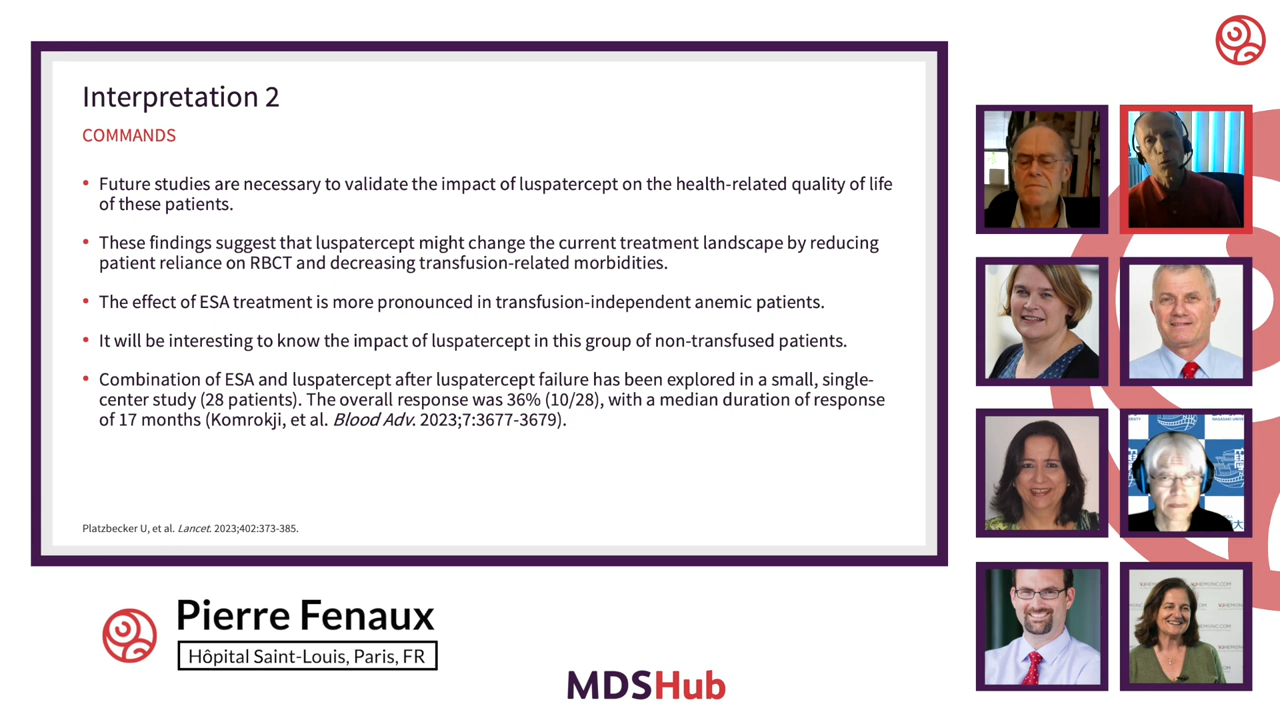 Interpretation 2
COMMANDS
• Future studies are necessary to validate the impact of luspatercept on the health-related quality of life
of these patients.
• These findings suggest that luspatercept might change the current treatment landscape by reducing
patient reliance on RBCT and decreasing transfusion-related morbidities.
• The effect of ESA treatment is more pronounced in transfusion-independent anemic patients.
• It will be interesting to know the impact of luspatercept in this group of non-transfused patients.
• Combination of ESA and luspatercept after luspatercept failure has been explored in a small, single-
center study (28 patients). The overall response was 36% (10/28), with a median duration of response
of 17 months (Komrokji, et al. Blood Adv. 2023;7:3677-3679).
Platzbecker U, et al. Lancet. 2023;402:373-385.
Pierre Fenaux
Hôpital Saint-Louis, Paris, FR
MDSHub